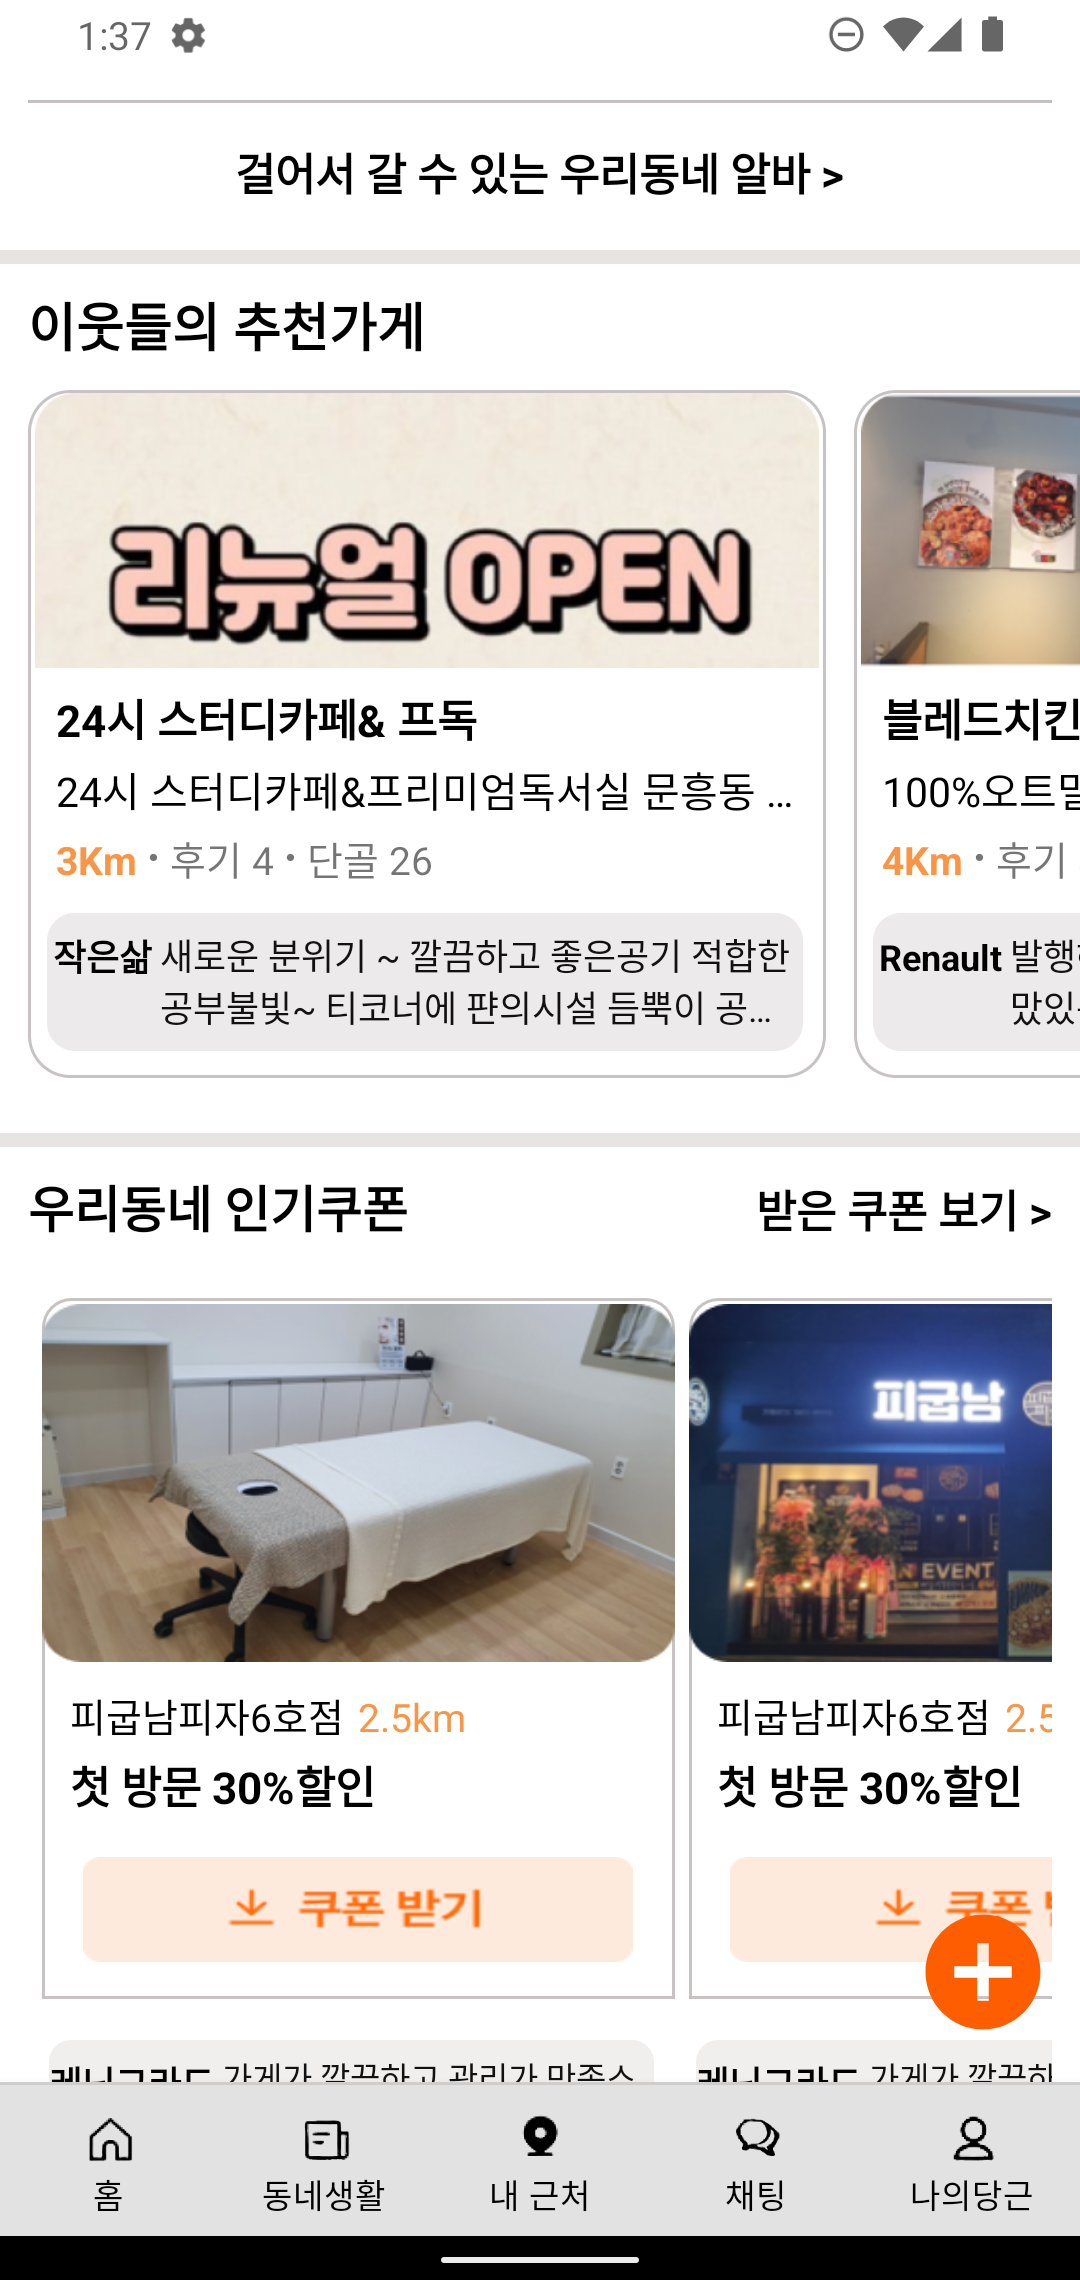 1:37
걸어서 갈 수 있는 우리동네 알바 >
이웃들의 추천가게
리뉴얼 OPEN
24시 스터디카페& 프독
24시 스터디카페&프리미엄독서실 문흥동 ...
3Km • 후기 4 • 단골 26
작은삶 새로운 분위기 ~ 깔끔하고 좋은공기 적합한
공부불빛~ 티코너에 퍈의시설 듬뿍이 공...
블레드치킨
100%오트밀
4Km • 후기
Renault 발행
맜있
우리동네 인기쿠폰
받은 쿠폰 보기 >
피굽남피자6호점 2.5km
첫 방문 30%할인
쿠폰 받기
피굽남
EVENT
피굽남피자6호점 2.5
첫 방문 30%할인
쿠폰
가게가 깔끔하고 관리가 만족스
가게가 깔끔하
홈
동네생활
내 근처
채팅
나의당근